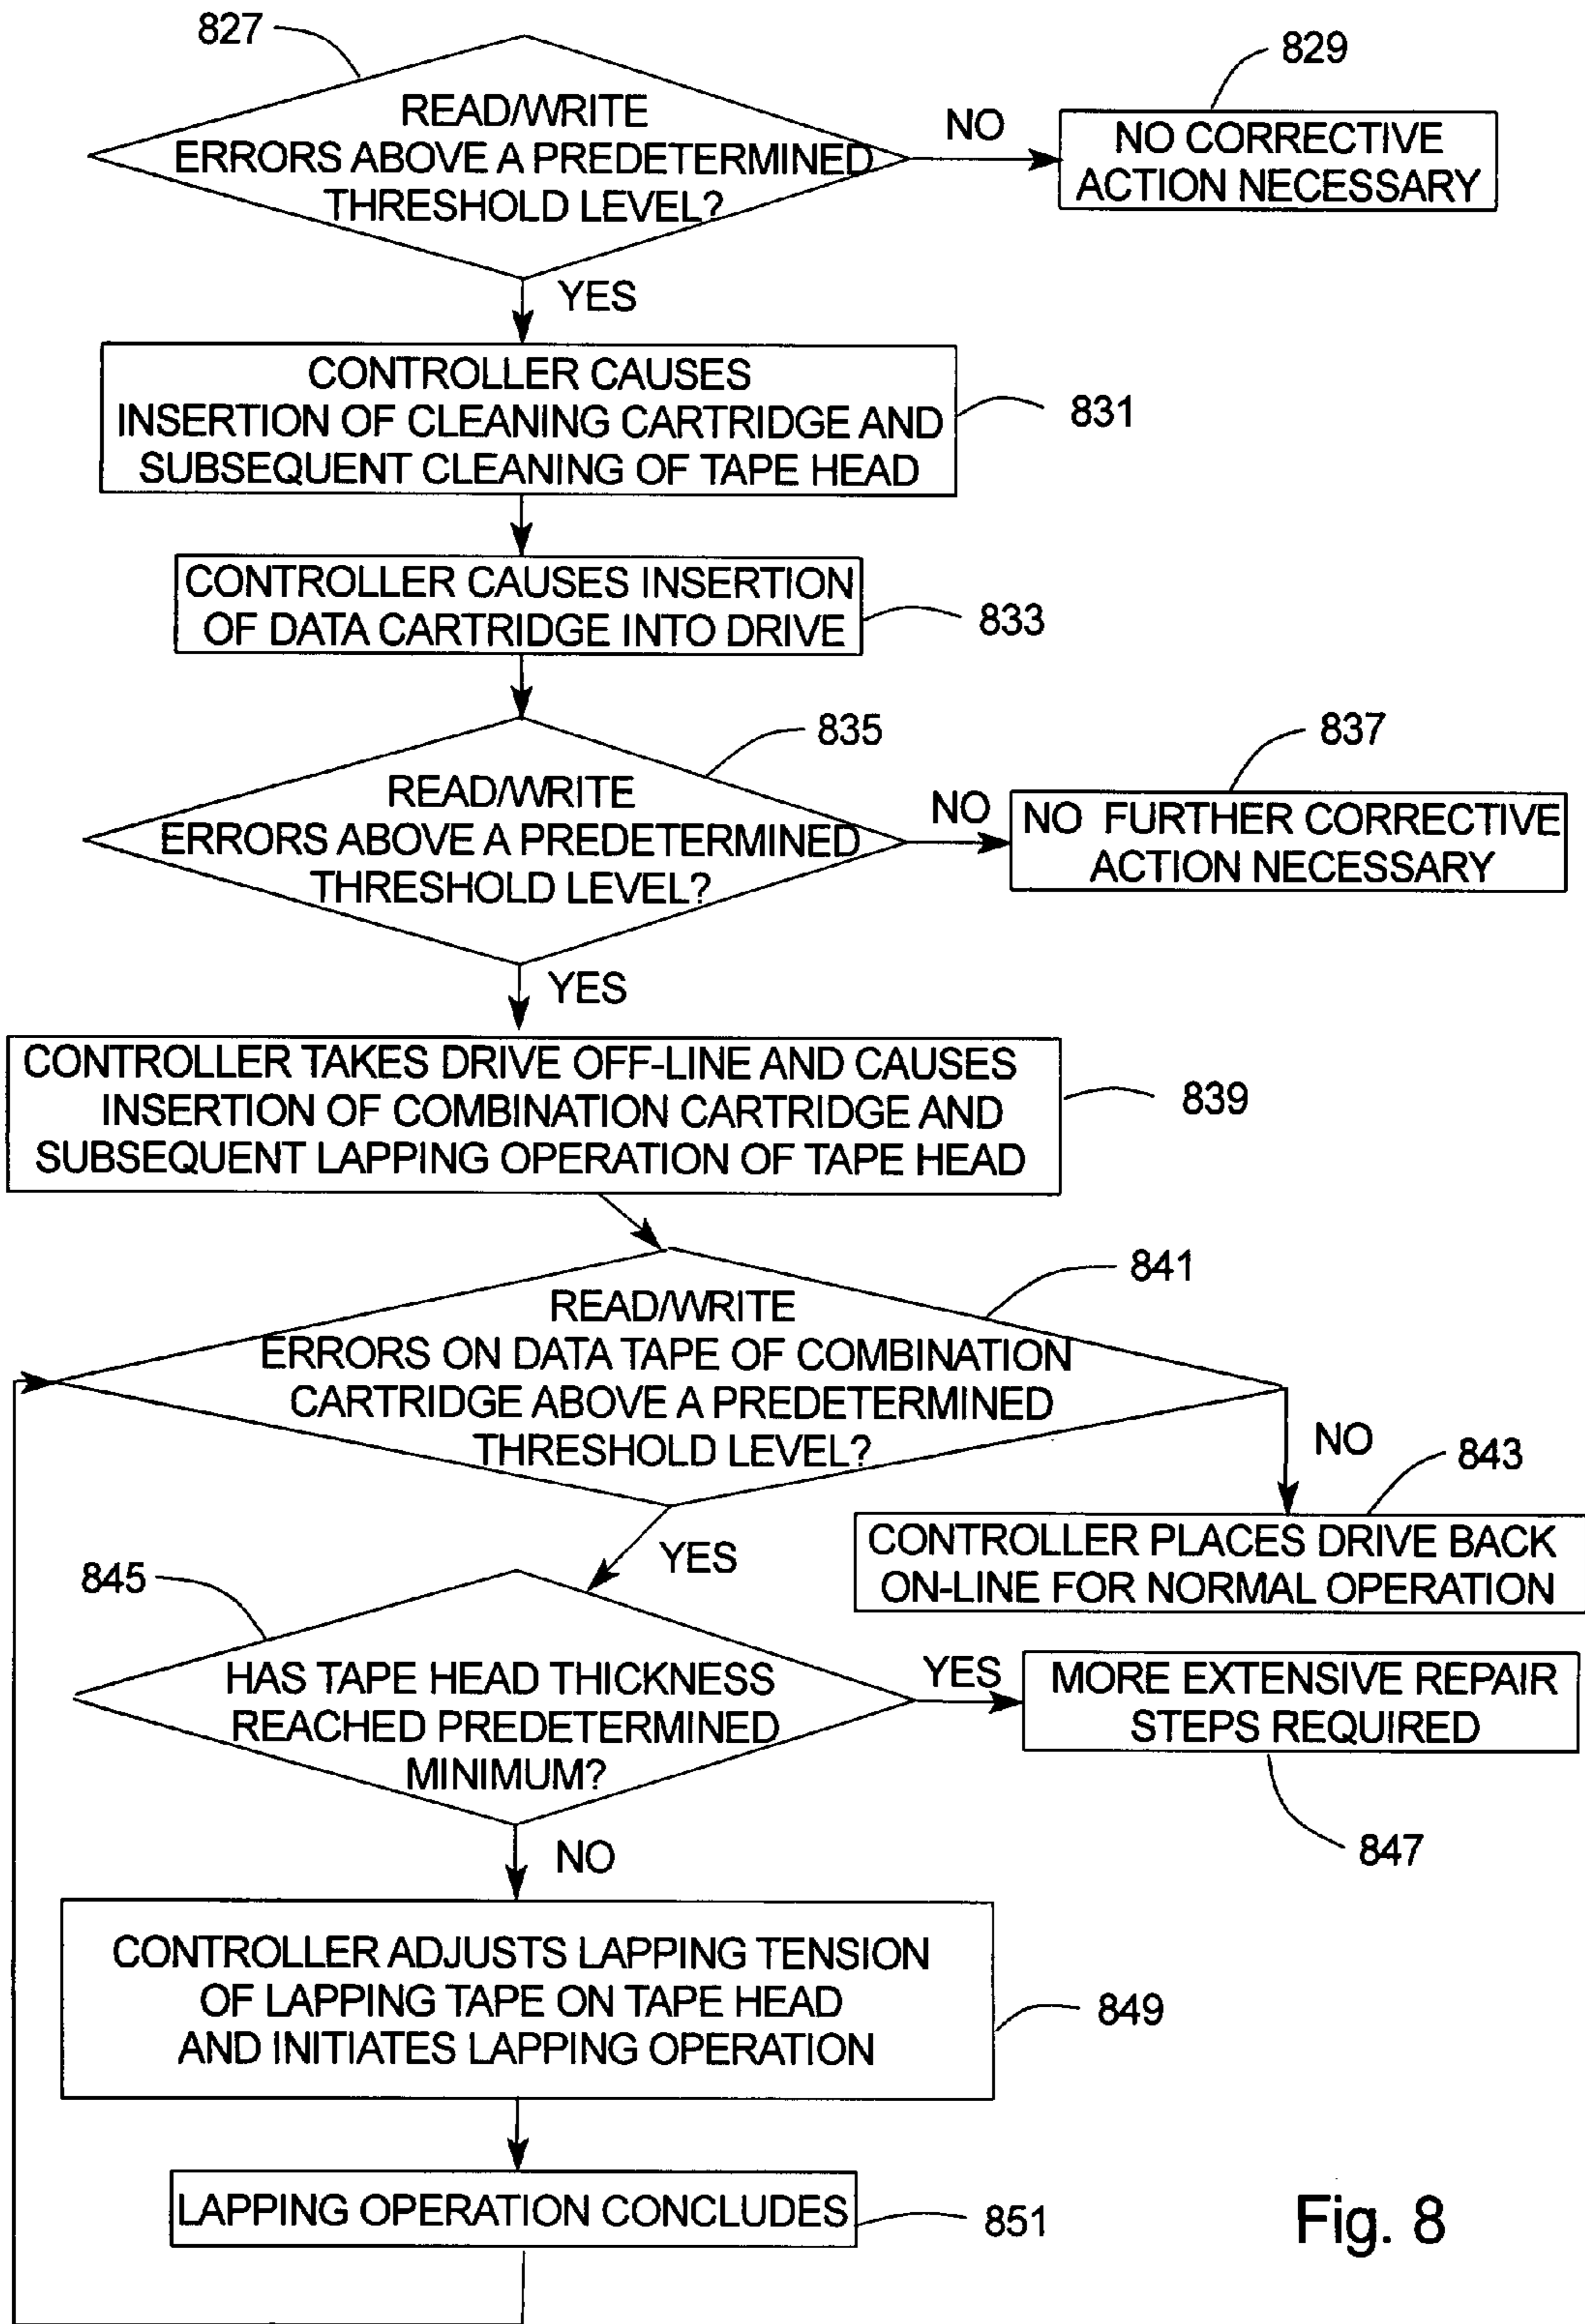 827
READ/WRITE
ERRORS ABOVE A PREDETERMINED
THRESHOLD LEVEL?
NO
829
NO CORRECTIVE
ACTION NECESSARY
YES
CONTROLLER CAUSES
INSERTION OF CLEANING CARTRIDGE AND
SUBSEQUENT CLEANING OF TAPE HEAD
831
CONTROLLER CAUSES INSERTION
OF DATA CARTRIDGE INTO DRIVE
833
835
READ/WRITE
ERRORS ABOVE A PREDETERMINED
THRESHOLD LEVEL?
NO
837
NO FURTHER CORRECTIVE
ACTION NECESSARY
YES
CONTROLLER TAKES DRIVE OFF-LINE AND CAUSES
INSERTION OF COMBINATION CARTRIDGE AND
SUBSEQUENT LAPPING OPERATION OF TAPE HEAD
839
841
READ/WRITE
ERRORS ON DATA TAPE OF COMBINATION
CARTRIDGE ABOVE A PREDETERMINED
THRESHOLD LEVEL?
NO
843
CONTROLLER PLACES DRIVE BACK
ON-LINE FOR NORMAL OPERATION
YES
845
HAS TAPE HEAD THICKNESS
REACHED PREDETERMINED
MINIMUM?
YES
MORE EXTENSIVE REPAIR
STEPS REQUIRED
847
NO
CONTROLLER ADJUSTS LAPPING TENSION
OF LAPPING TAPE ON TAPE HEAD
AND INITIATES LAPPING OPERATION
849
LAPPING OPERATION CONCLUDES
851
Fig. 8